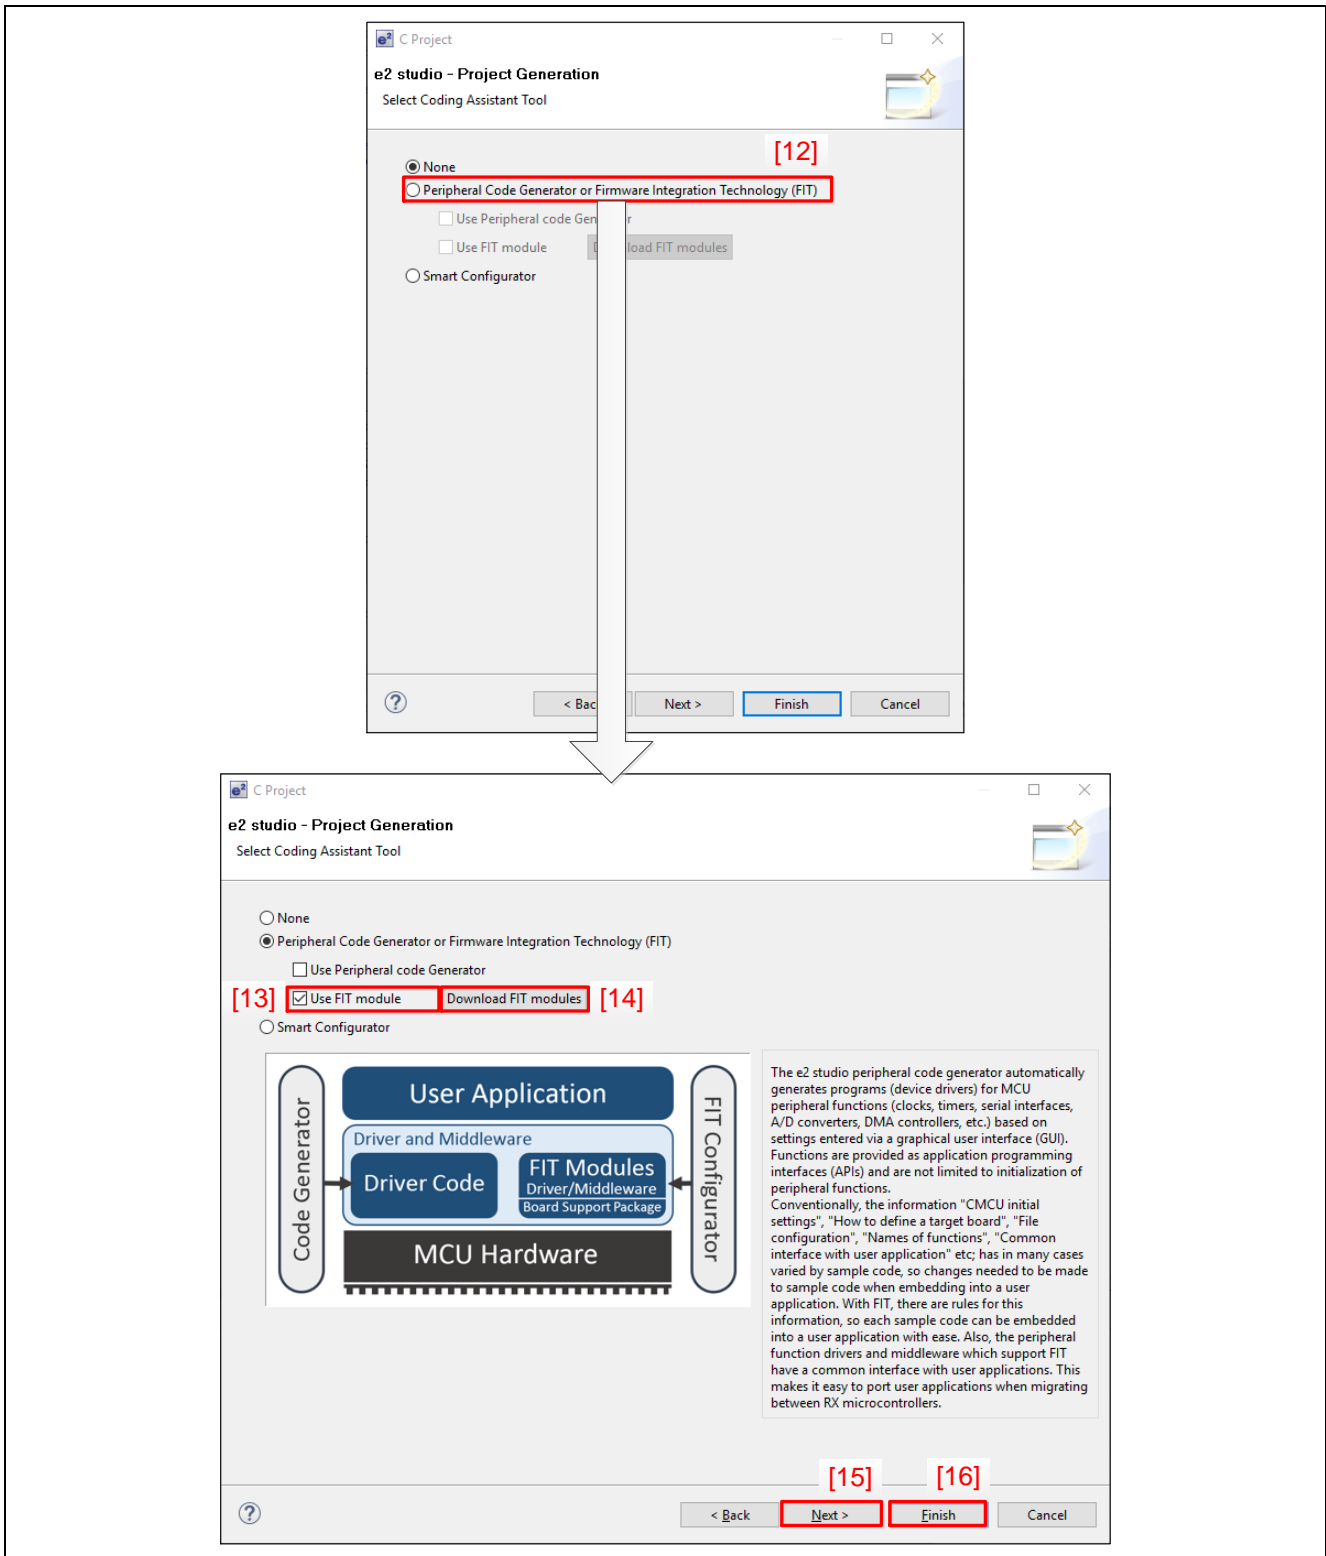 e² C Project
e2 studio - Project Generation
Select Coding Assistant Tool
[12]
None
Peripheral Code Generator or Firmware Integration Technology (FIT)
Use Peripheral code Gen r
Use FIT module D load FIT modules
Smart Configurator
? < Bac Next > Finish Cancel
e² C Project
e2 studio - Project Generation
Select Coding Assistant Tool
None
Peripheral Code Generator or Firmware Integration Technology (FIT)
Use Peripheral code Generator
[13] Use FIT module Download FIT modules [14]
Smart Configurator
Code Generator
User Application
Driver and Middleware
Driver Code
FIT Modules
Driver/Middleware
Board Support Package
MCU Hardware
FIT Configurator
The e2 studio peripheral code generator automatically
generates programs (device drivers) for MCU
peripheral functions (clocks, timers, serial interfaces,
A/D converters, DMA controllers, etc.) based on
settings entered via a graphical user interface (GUI).
Functions are provided as application programming
interfaces (APIs) and are not limited to initialization of
peripheral functions.
Conventionally, the information "CMCU initial
settings", "How to define a target board", "File
configuration", "Names of functions", "Common
interface with user application" etc; has in many cases
varied by sample code, so changes needed to be made
to sample code when embedding into a user
application. With FIT, there are rules for this
information, so each sample code can be embedded
into a user application with ease. Also, the peripheral
function drivers and middleware which support FIT
have a common interface with user applications. This
makes it easy to port user applications when migrating
between RX microcontrollers.
[15] [16]
? < Back Next > Finish Cancel